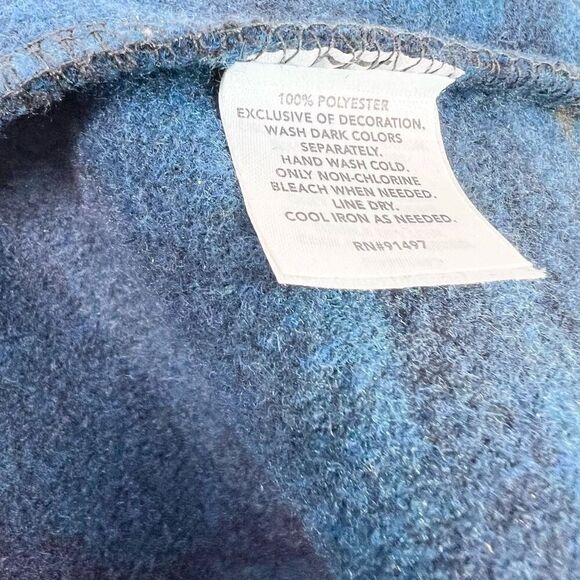 100% POLYESTER
EXCLUSIVE OF DECORATION.
WASH DARK COLORS
SEPARATELY.
HAND WASH COLD.
ONLY NON-CHLORINE
BLEACH WHEN NEEDED.
LINE DRY.
COOL IRON AS NEEDED.
RN#91497